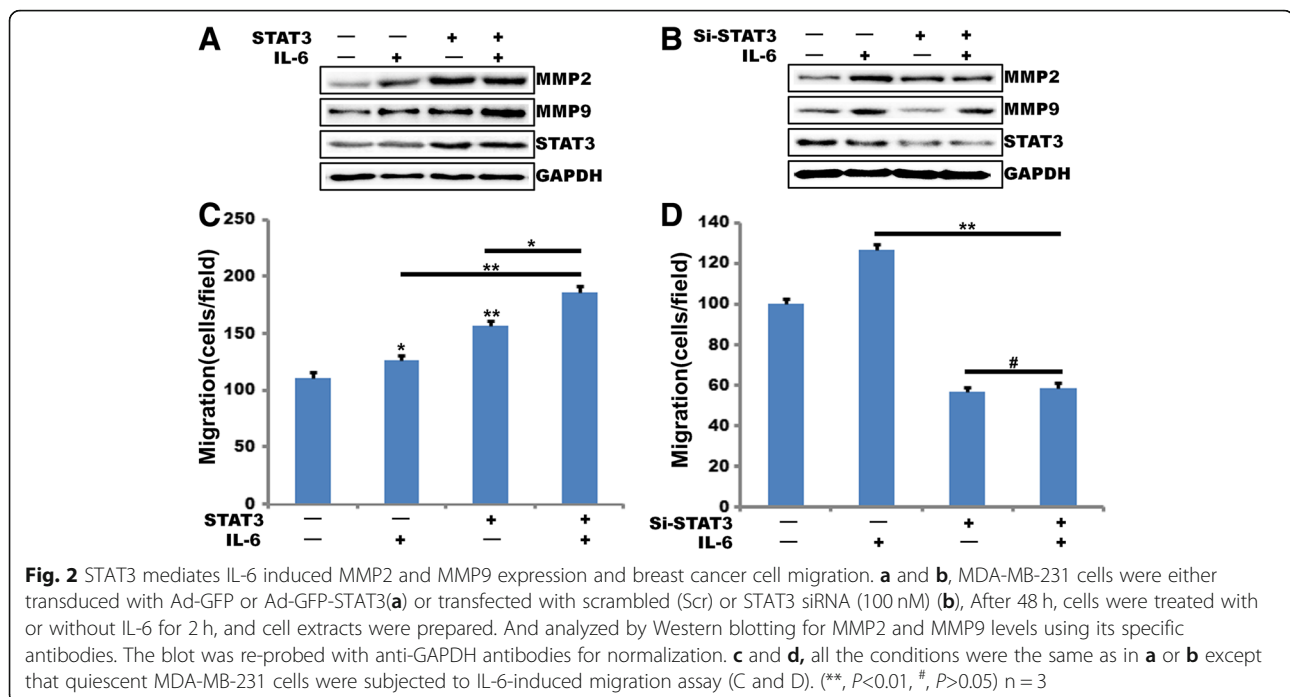 A STAT3 — — + +
IL-6 — + — +
MMP2
MMP9
STAT3
GAPDH
B Si-STAT3 — — + +
IL-6 — + — +
MMP2
MMP9
STAT3
GAPDH
C
Migration(cells/field)
250
200
150
100
50
0
*
**
*
**
STAT3 — — + +
IL-6 — + — +
D
Migration(cells/field)
140
120
100
80
60
40
20
0
**
#
Si-STAT3 — — + +
IL-6 — + — +
Fig. 2 STAT3 mediates IL-6 induced MMP2 and MMP9 expression and breast cancer cell migration. a and b, MDA-MB-231 cells were either
transduced with Ad-GFP or Ad-GFP-STAT3(a) or transfected with scrambled (Scr) or STAT3 siRNA (100 nM) (b), After 48 h, cells were treated with
or without IL-6 for 2 h, and cell extracts were prepared. And analyzed by Western blotting for MMP2 and MMP9 levels using its specific
antibodies. The blot was re-probed with anti-GAPDH antibodies for normalization. c and d, all the conditions were the same as in a or b except
that quiescent MDA-MB-231 cells were subjected to IL-6-induced migration assay (C and D). (**, P<0.01, #, P>0.05) n = 3